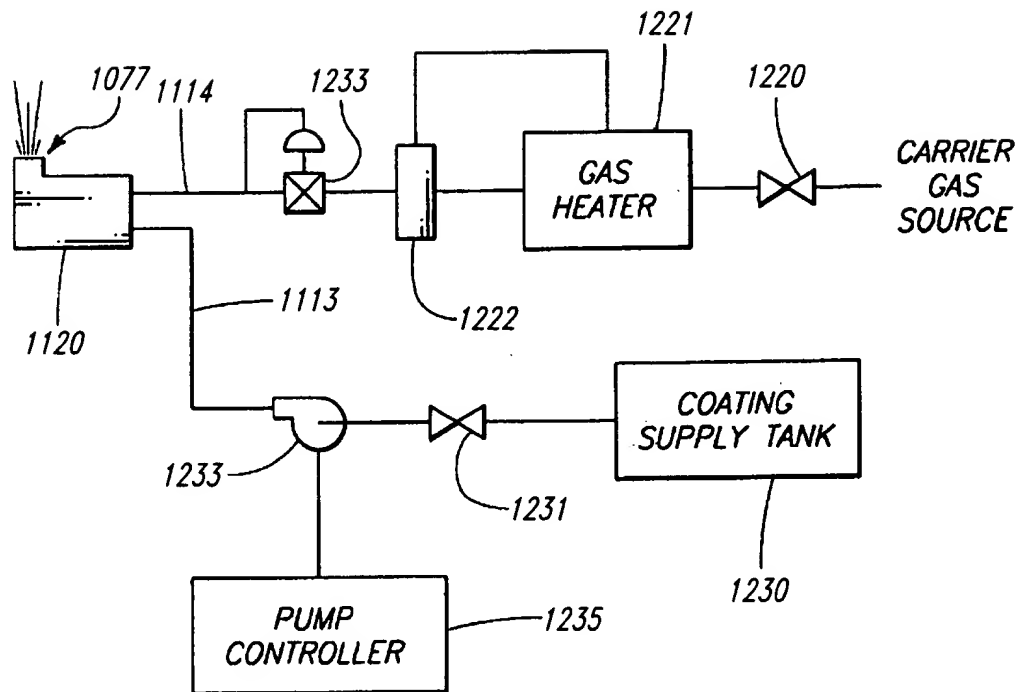 1221
1077
1114
1233
1220
GAS
HEATER
CARRIER
GAS
SOURCE
1120
1113
1222
COATING
SUPPLY TANK
1233
1231
1230
PUMP
CONTROLLER
1235